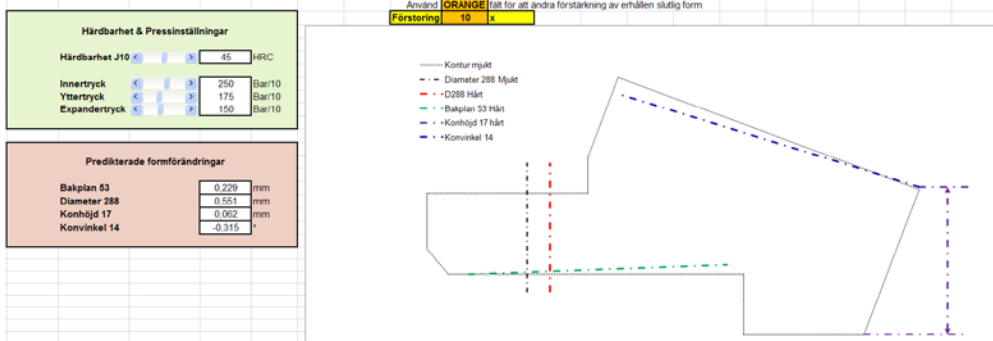 Använd ORANGE fält för att ändra förstärkning av erhållen slutlig form
Förstoring 10 x
Härdbarhet & Pressinställningar
Härdbarhet J10 45 HRC
Innertryck 250 Bar/10
Yttertryck 175 Bar/10
Expandertryck 150 Bar/10
Predikterade formförändringar
Bakplan 53 0,229 mm
Diameter 288 0,551 mm
Konhöjd 17 0,062 mm
Konvinkel 14 -0,315 °
Kontur mjukt
Diameter 288 Mjukt
D288 Hårt
Bakplan 53 Hårt
Konhöjd 17 hårt
Konvinkel 14